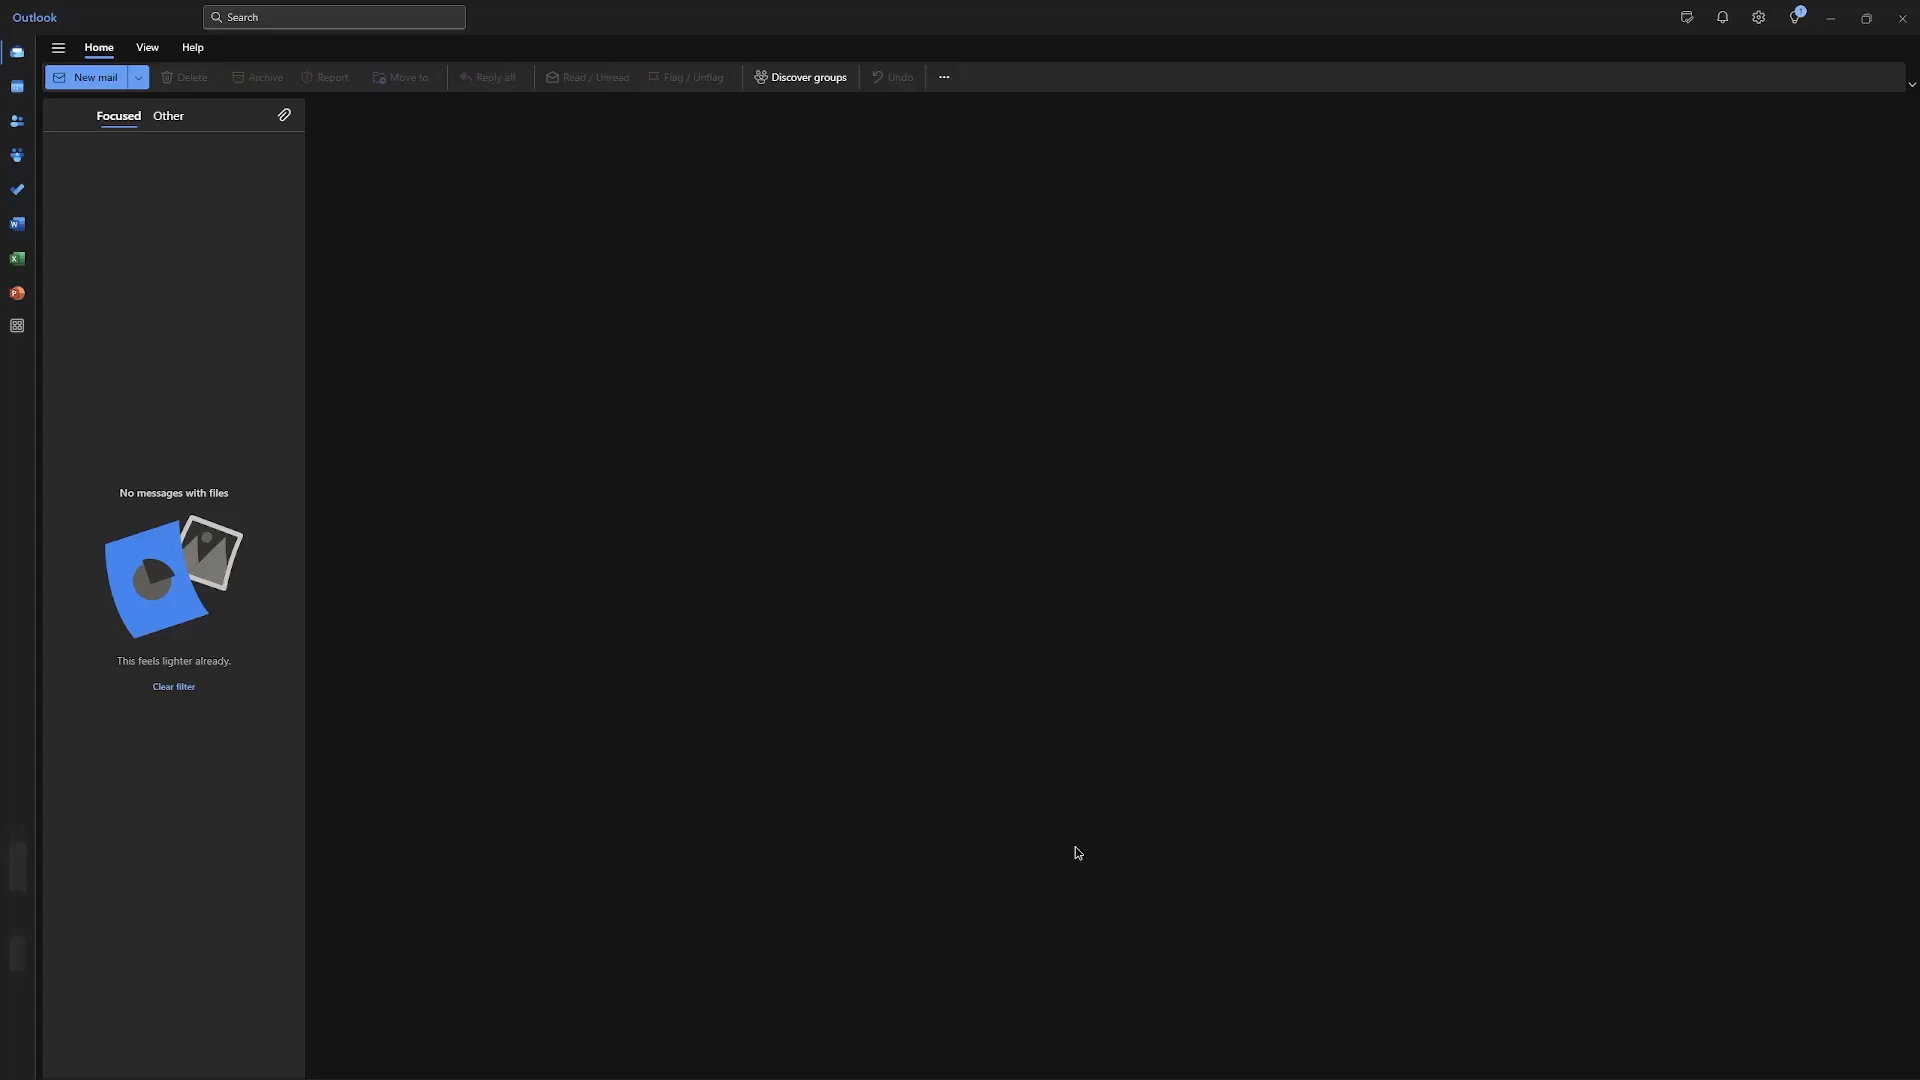 Outlook
Search
1
Home View Help
New mail Delete Archive Report Move to Reply all Read / Unread Flag / Unflag Discover groups Undo ...
Focused Other
No messages with files
This feels lighter already.
Clear filter